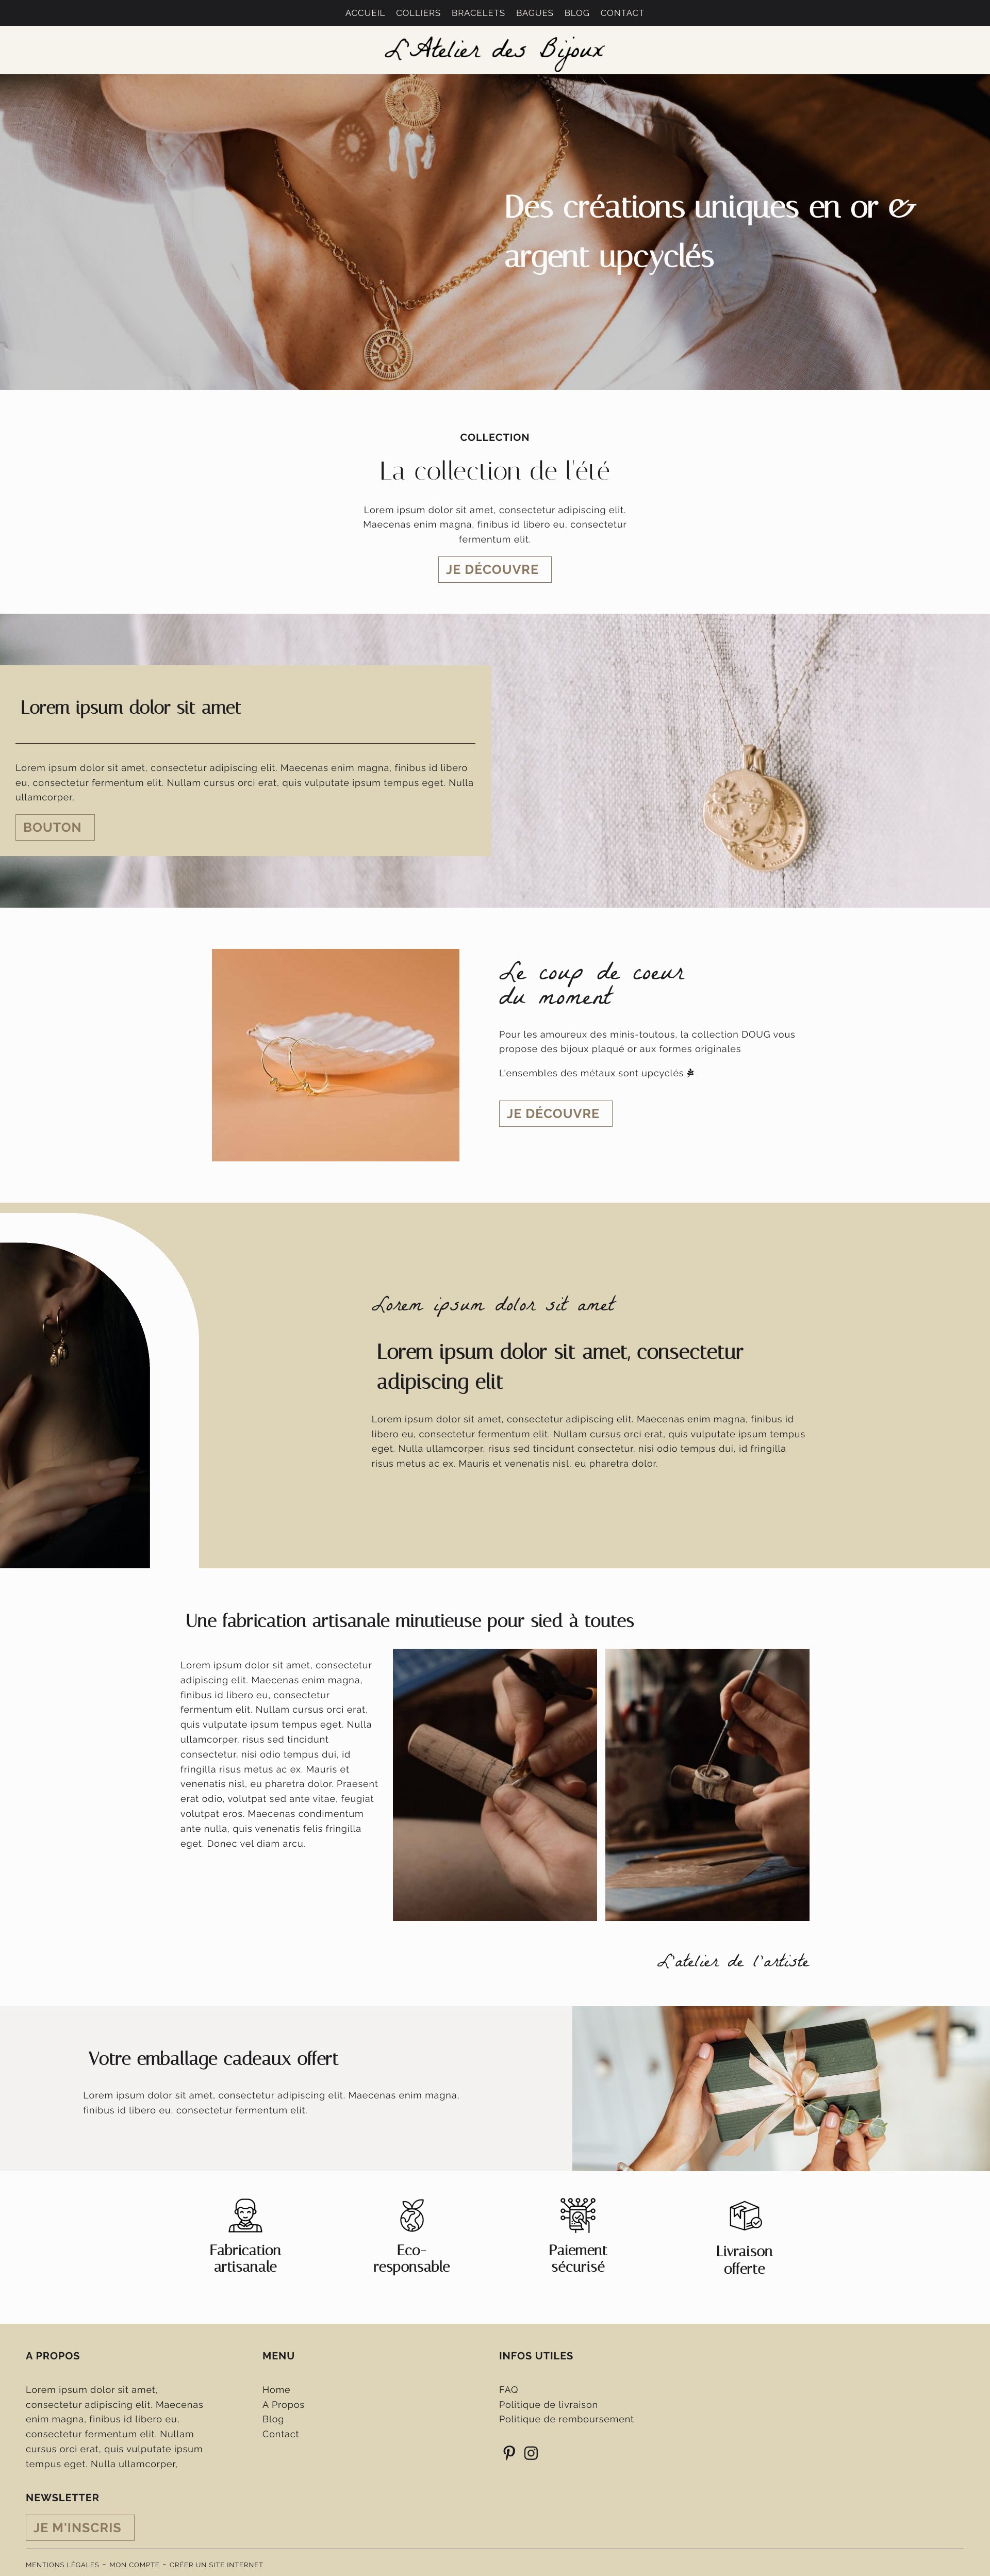 ACCUEIL COLLIERS BRACELETS BAGUES BLOG CONTACT
L'Atelier des Bijoux
Des créations uniques en or &
argent upcyclés
COLLECTION
La collection de l'été
Lorem ipsum dolor sit amet, consectetur adipiscing elit.
Maecenas enim magna, finibus id libero eu, consectetur
fermentum elit.
JE DÉCOUVRE
Lorem ipsum dolor sit amet
Lorem ipsum dolor sit amet, consectetur adipiscing elit. Maecenas enim magna, finibus id libero
eu, consectetur fermentum elit. Nullam cursus orci erat, quis vulputate ipsum tempus eget. Nulla
ullamcorper,
BOUTON
Le coup de coeur
du moment
Pour les amoureux des minis-toutous, la collection DOUG vous
propose des bijoux plaqué or aux formes originales
L'ensembles des métaux sont upcyclés
JE DÉCOUVRE
Lorem ipsum dolor sit amet
Lorem ipsum dolor sit amet, consectetur
adipiscing elit
Lorem ipsum dolor sit amet, consectetur adipiscing elit. Maecenas enim magna, finibus id
libero eu, consectetur fermentum elit. Nullam cursus orci erat, quis vulputate ipsum tempus
eget. Nulla ullamcorper, risus sed tincidunt consectetur, nisi odio tempus dui, id fringilla
risus metus ac ex. Mauris et venenatis nisl, eu pharetra dolor.
Une fabrication artisanale minutieuse pour sied à toutes
Lorem ipsum dolor sit amet, consectetur
adipiscing elit. Maecenas enim magna,
finibus id libero eu, consectetur
fermentum elit. Nullam cursus orci erat,
quis vulputate ipsum tempus eget. Nulla
ullamcorper, risus sed tincidunt
consectetur, nisi odio tempus dui, id
fringilla risus metus ac ex. Mauris et
venenatis nisl, eu pharetra dolor. Praesent
erat odio, volutpat sed ante vitae, feugiat
volutpat eros. Maecenas condimentum
ante nulla, quis venenatis felis fringilla
eget. Donec vel diam arcu.
L'atelier de l'artiste
Votre emballage cadeaux offert
Lorem ipsum dolor sit amet, consectetur adipiscing elit. Maecenas enim magna,
finibus id libero eu, consectetur fermentum elit.
Fabrication
artisanale
Eco-
responsable
Paiement
sécurisé
Livraison
offerte
A PROPOS
Lorem ipsum dolor sit amet,
consectetur adipiscing elit. Maecenas
enim magna, finibus id libero eu,
consectetur fermentum elit. Nullam
cursus orci erat, quis vulputate ipsum
tempus eget. Nulla ullamcorper,
NEWSLETTER
JE M'INSCRIS
MENU
Home
A Propos
Blog
Contact
INFOS UTILES
FAQ
Politique de livraison
Politique de remboursement
MENTIONS LÉGALES - MON COMPTE - CRÉER UN SITE INTERNET